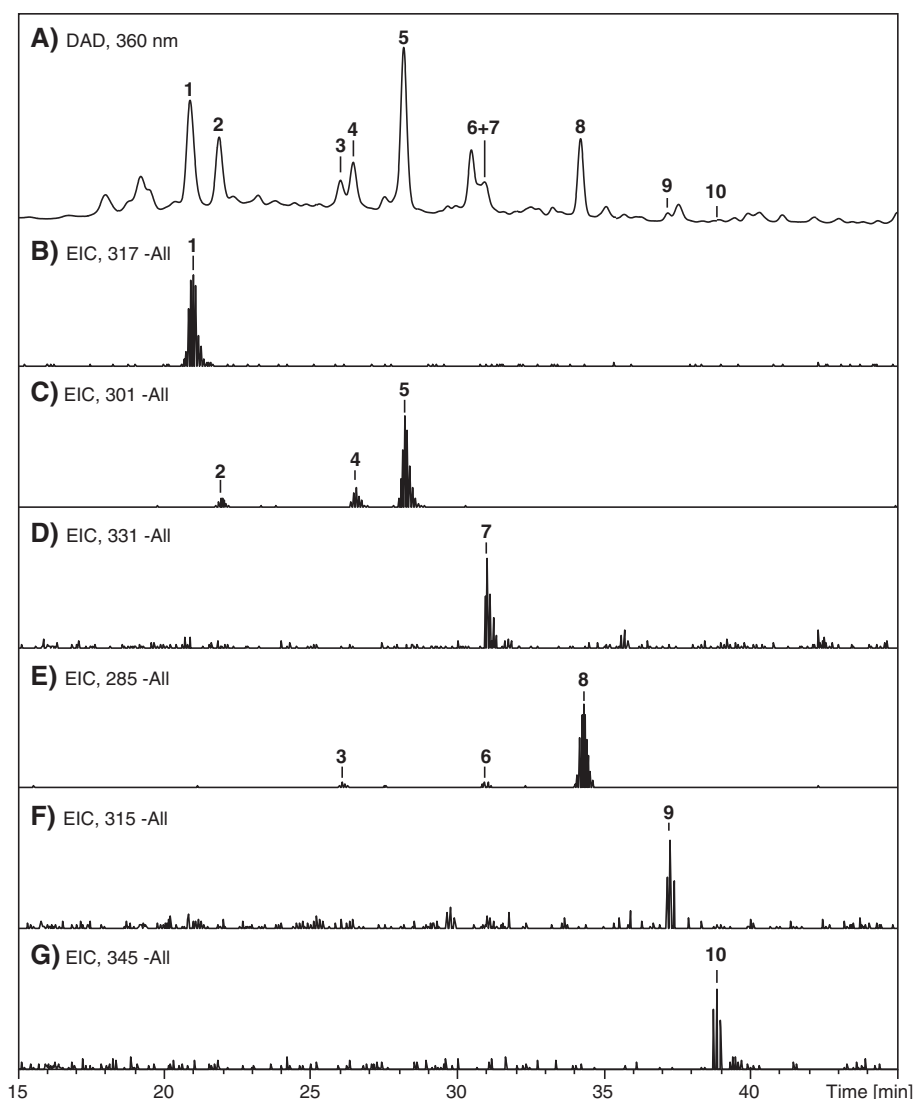 A) DAD, 360 nm
5
1
2
6+7
8
4
3
9
10
B) EIC, 317 -All
1
C) EIC, 301 -All
5
2
4
D) EIC, 331 -All
7
E) EIC, 285 -All
8
3
6
F) EIC, 315 -All
9
G) EIC, 345 -All
10
15 20 25 30 35 40 Time [min]